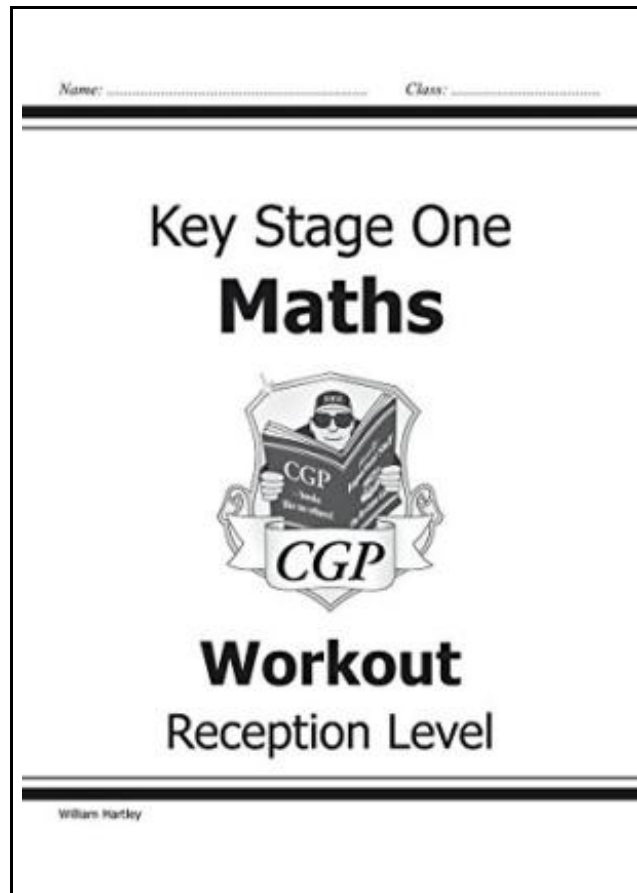 Name: ............ Class: ............
Key Stage One
Maths
CGP
CGP
Workout
Reception Level
William Hartley